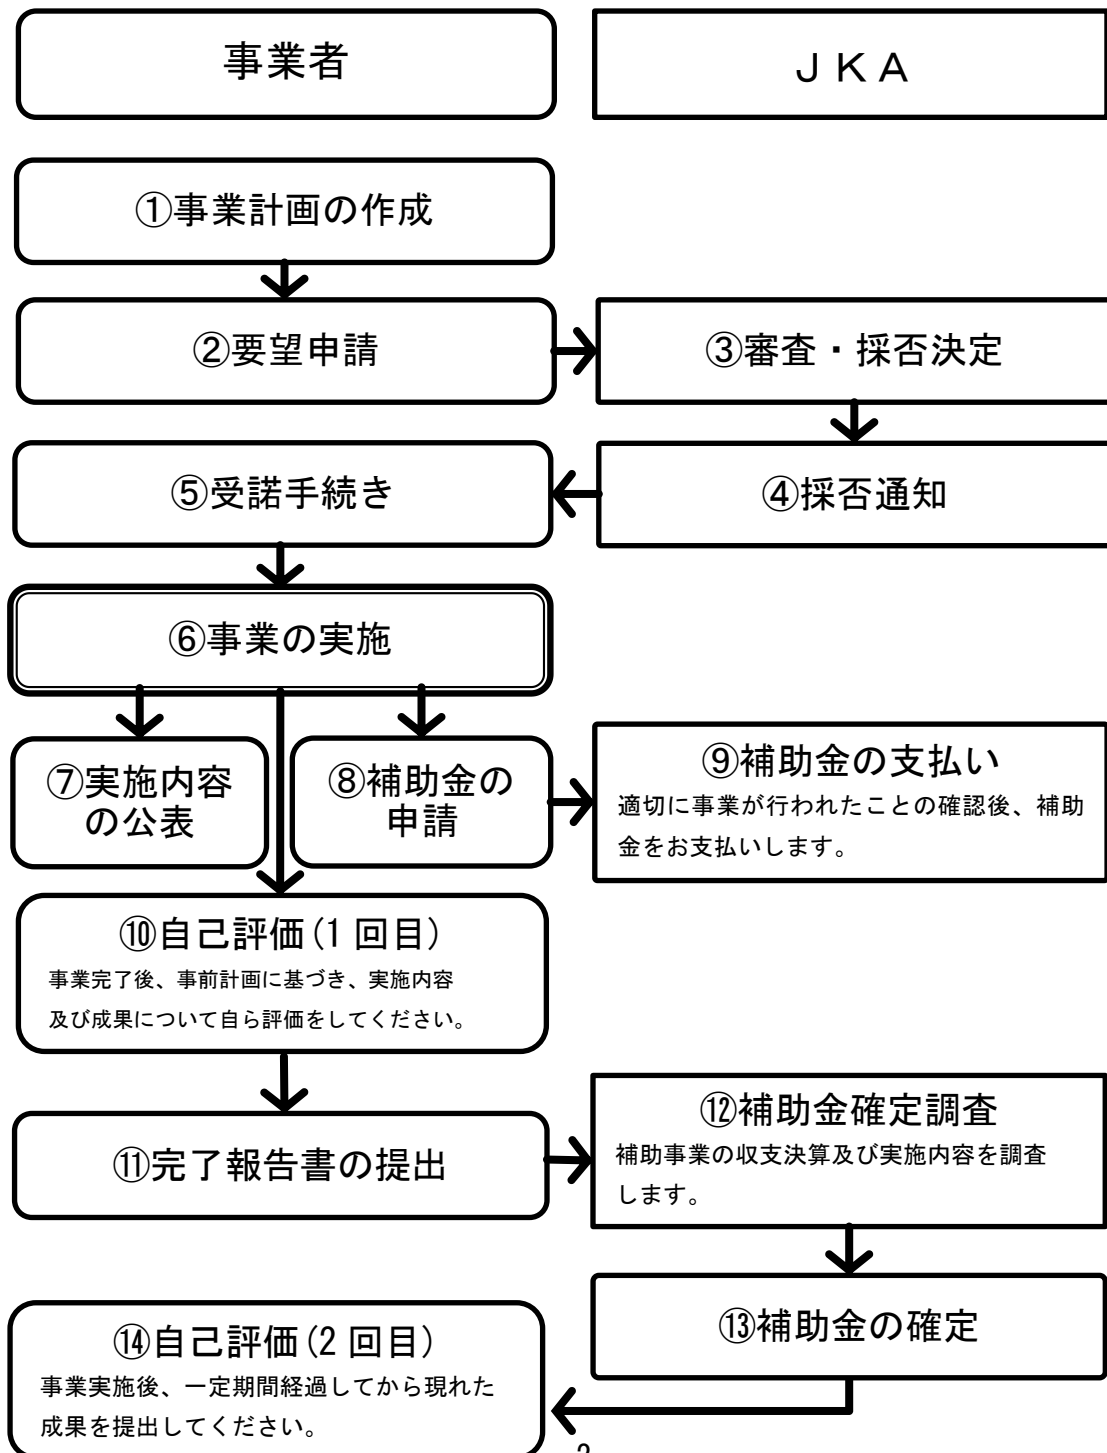 事業者
ＪＫＡ
①事業計画の作成
②要望申請
③審査・採否決定
⑤受諾手続き
④採否通知
⑥事業の実施
⑦実施内容
の公表
⑧補助金の
申請
⑨補助金の支払い
適切に事業が行われたことの確認後、補助
金をお支払いします。
⑩自己評価(1 回目)
事業完了後、事前計画に基づき、実施内容
及び成果について自ら評価をしてください。
⑪完了報告書の提出
⑫補助金確定調査
補助事業の収支決算及び実施内容を調査
します。
⑬補助金の確定
⑭自己評価(2 回目)
事業実施後、一定期間経過してから現れた
成果を提出してください。